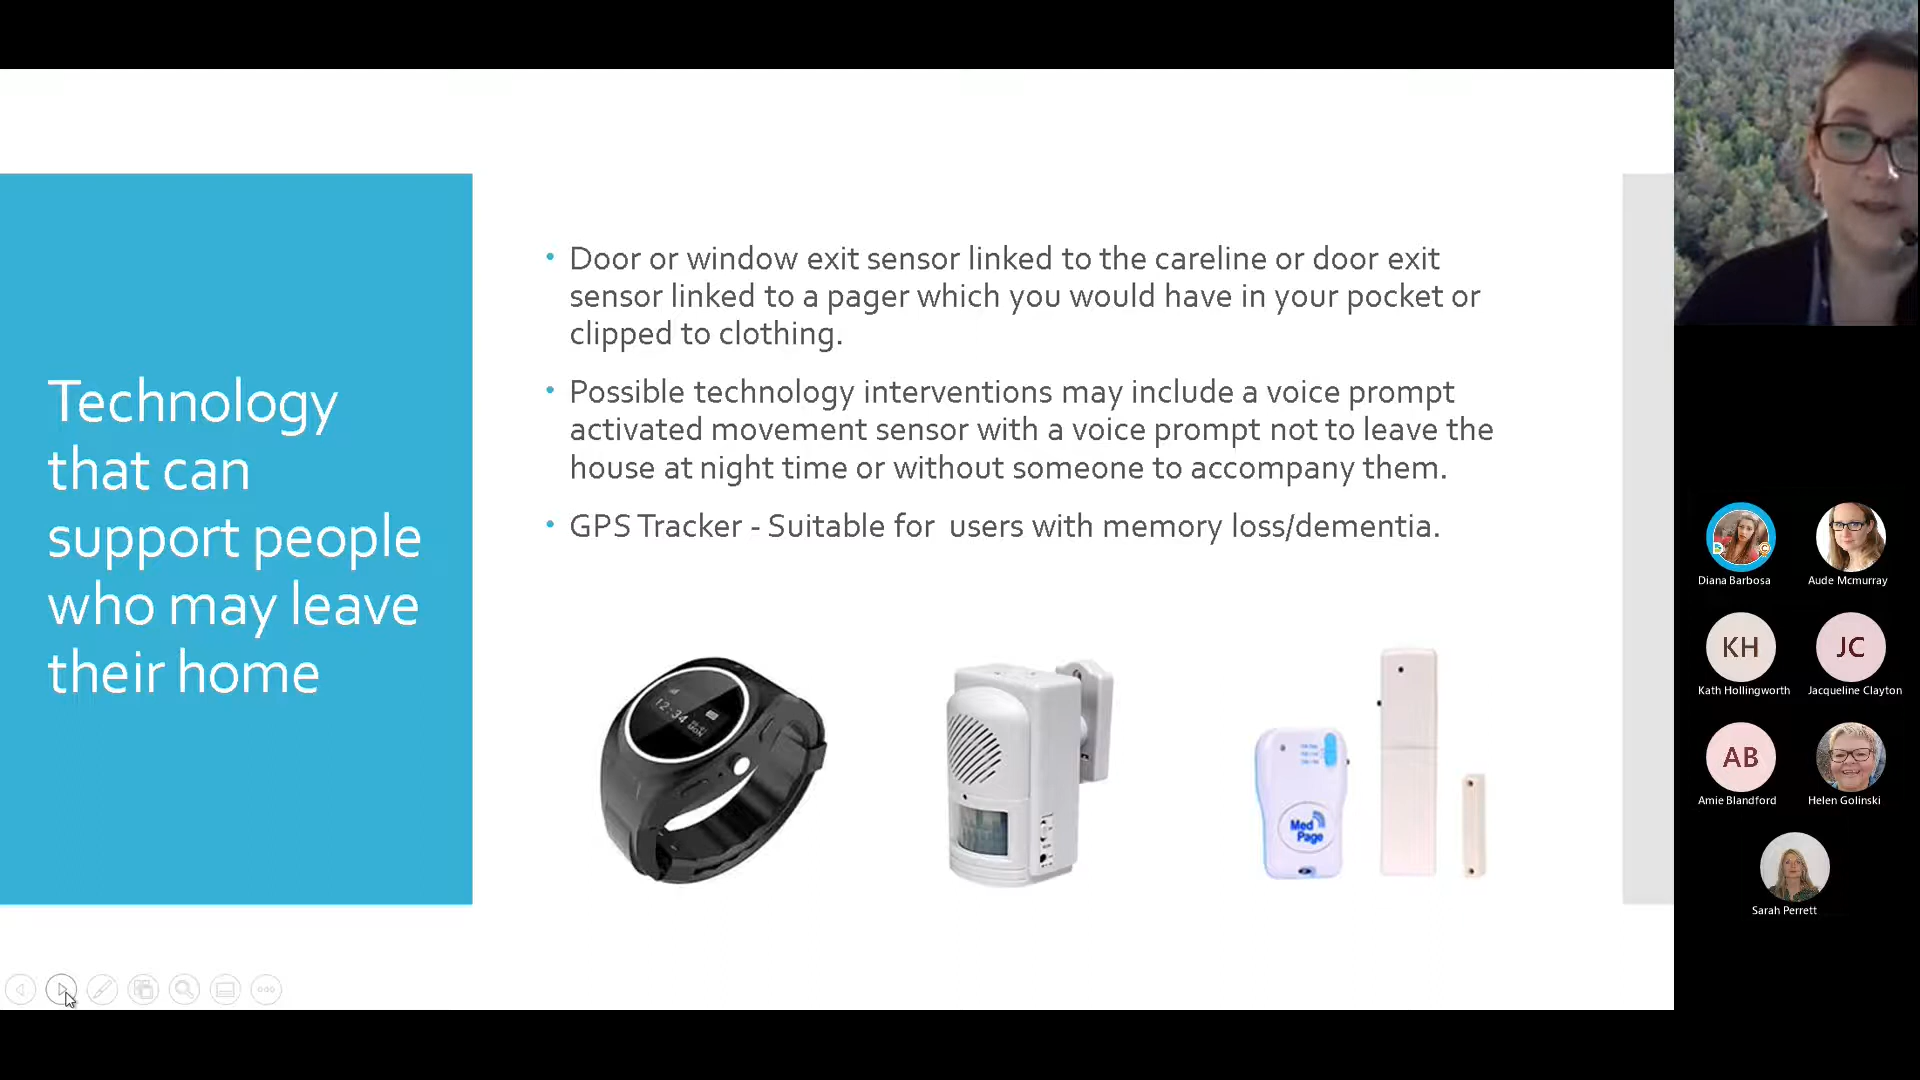 Technology
that can
support people
who may leave
their home
• Door or window exit sensor linked to the careline or door exit
sensor linked to a pager which you would have in your pocket or
clipped to clothing.
• Possible technology interventions may include a voice prompt
activated movement sensor with a voice prompt not to leave the
house at night time or without someone to accompany them.
• GPS Tracker - Suitable for  users with memory loss/dementia.
12:34
Med
Page
Diana Barbosa
Aude Mcmurray
KH
Kath Hollingworth
JC
Jacqueline Clayton
AB
Amie Blandford
Helen Golinski
Sarah Perrett